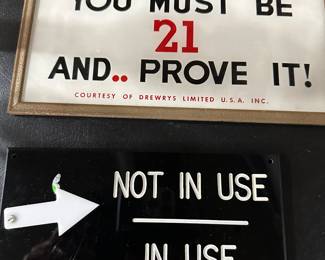 YOU MUST BE
21
AND.. PROVE IT!
COURTESY OF DREWRYS LIMITED U.S.A. INC.
NOT IN USE
IN USE